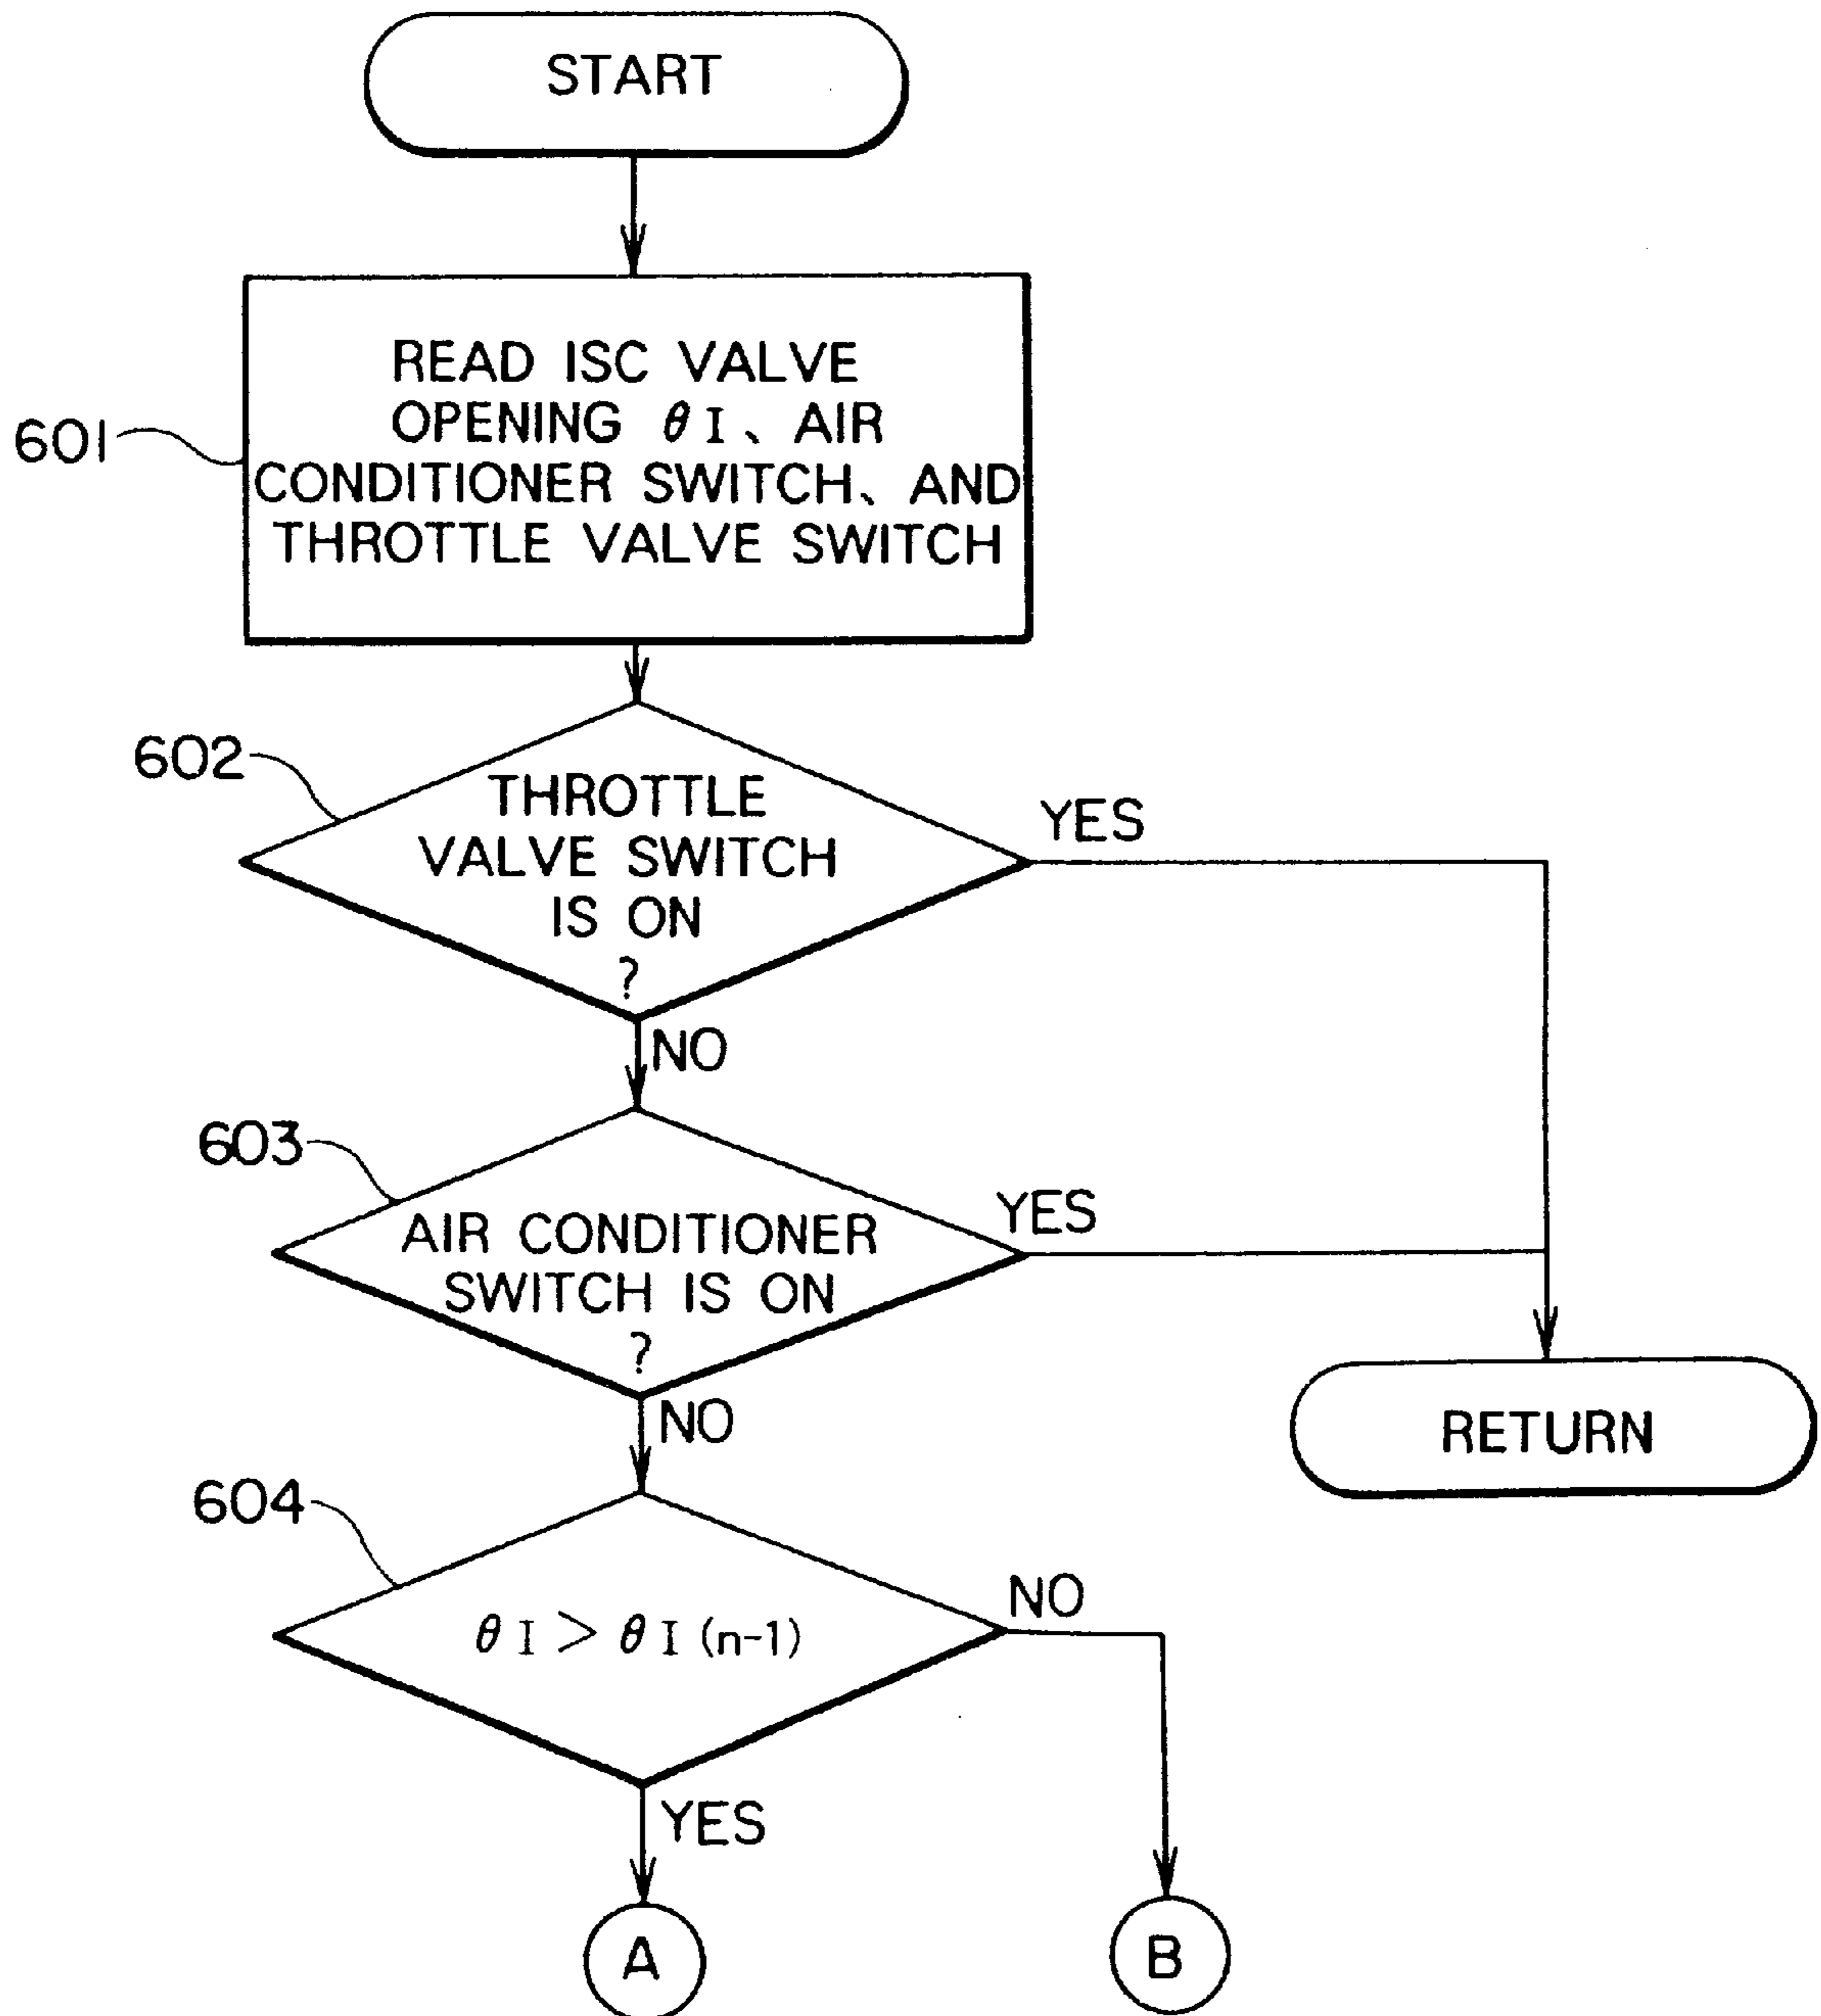 START
READ ISC VALVE
OPENING θI、AIR
CONDITIONER SWITCH、AND
THROTTLE VALVE SWITCH
601
602
THROTTLE
VALVE SWITCH
IS ON
?
YES
NO
603
AIR CONDITIONER
SWITCH IS ON
?
YES
NO
RETURN
604
θI > θI (n-1)
NO
YES
A
B